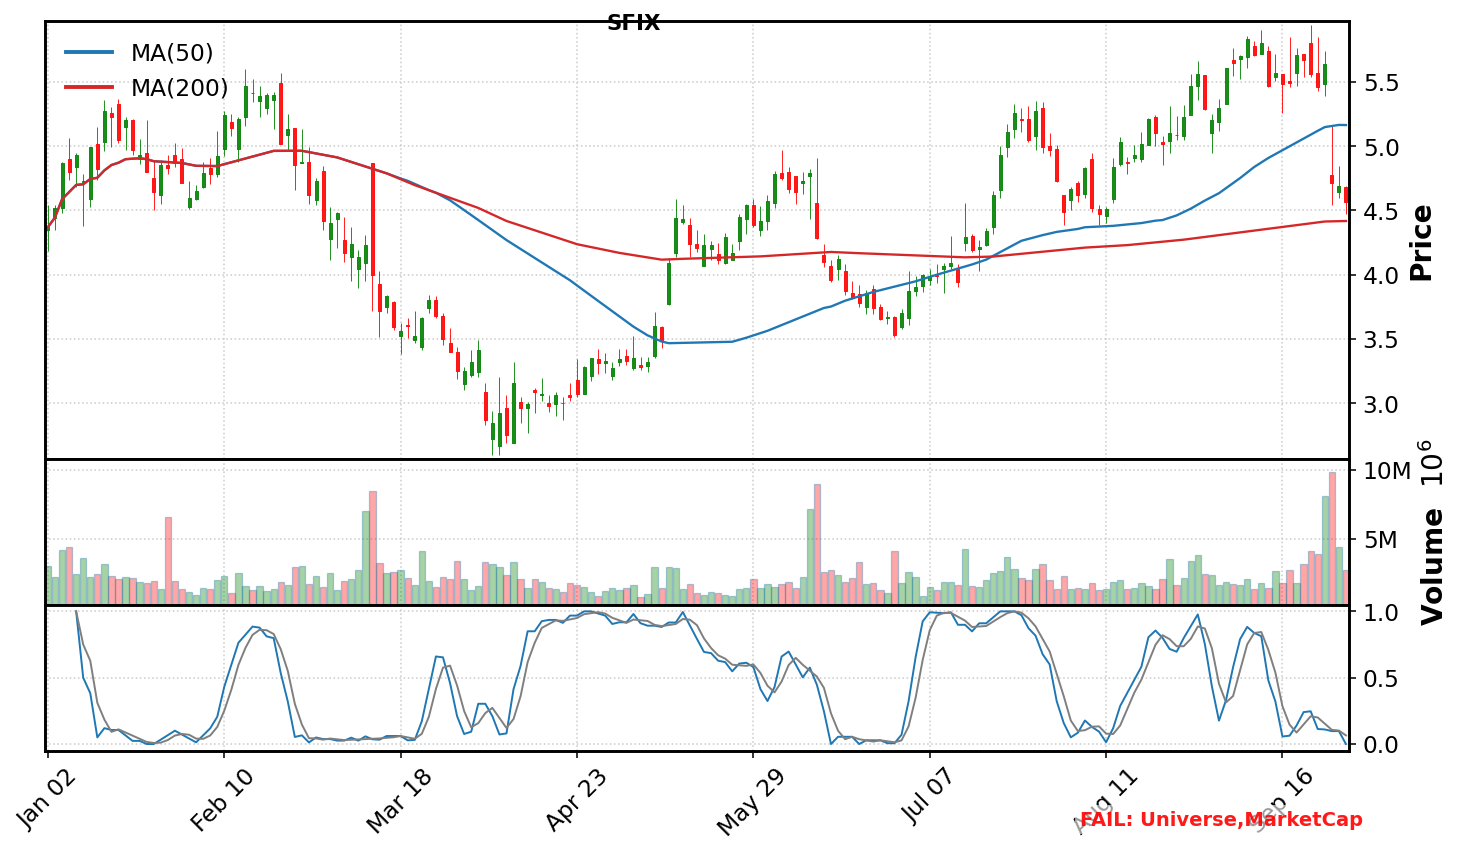 SFIX
MA(50)
MA(200)
5.5
5.0
4.5
4.0
3.5
3.0
Price
10M
5M
Volume 10^6
1.0
0.5
0.0
Jan 02
Feb 10
Mar 18
Apr 23
May 29
Jul 07
Aug 11
Sep 16
FAIL: Universe,MarketCap